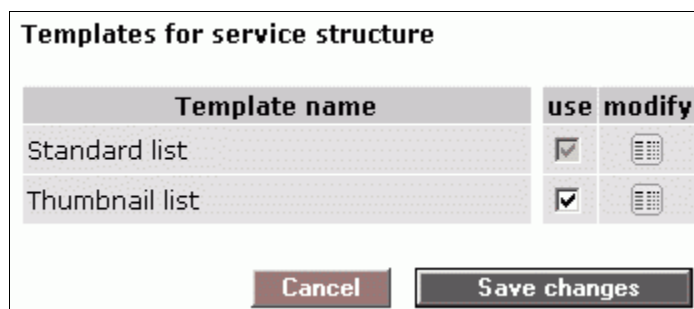 Templates for service structure
Template name use modify
Standard list
Thumbnail list
Cancel Save changes